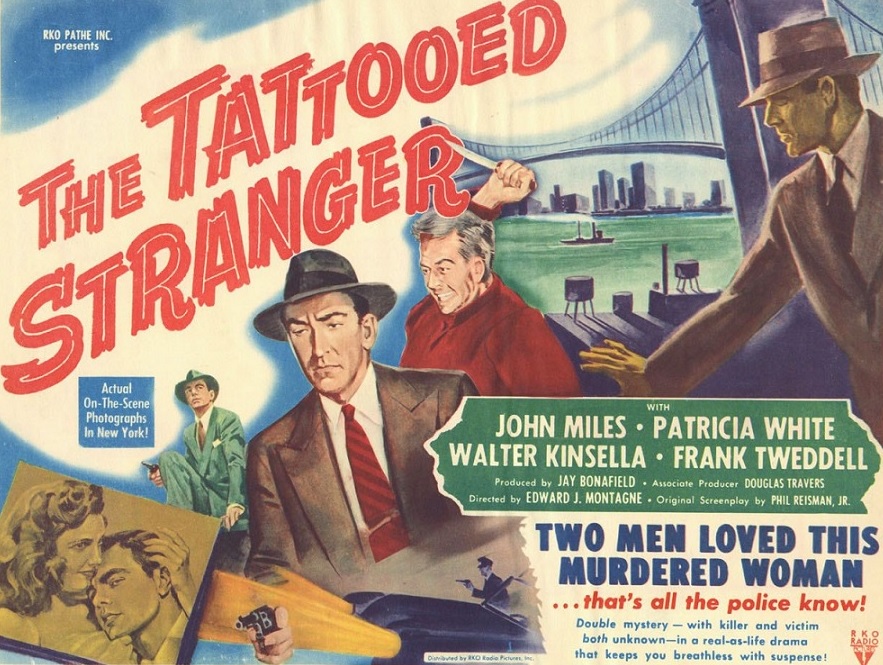 RKO PATHE INC.
presents
THE TATTOOED
STRANGER
Actual
On-The-Scene
Photographs
In New York!
WITH
JOHN MILES • PATRICIA WHITE
WALTER KINSELLA • FRANK TWEDDELL
Produced by JAY BONAFIELD • Associate Producer DOUGLAS TRAVERS
Directed by EDWARD J. MONTAGNE • Original Screenplay by PHIL REISMAN, JR.
TWO MEN LOVED THIS
MURDERED WOMAN
...that's all the police know!
Double mystery — with killer and victim
both unknown — in a real-as-life drama
that keeps you breathless with suspense!
Distributed by RKO Radio Pictures, Inc.
RKO
RADIO